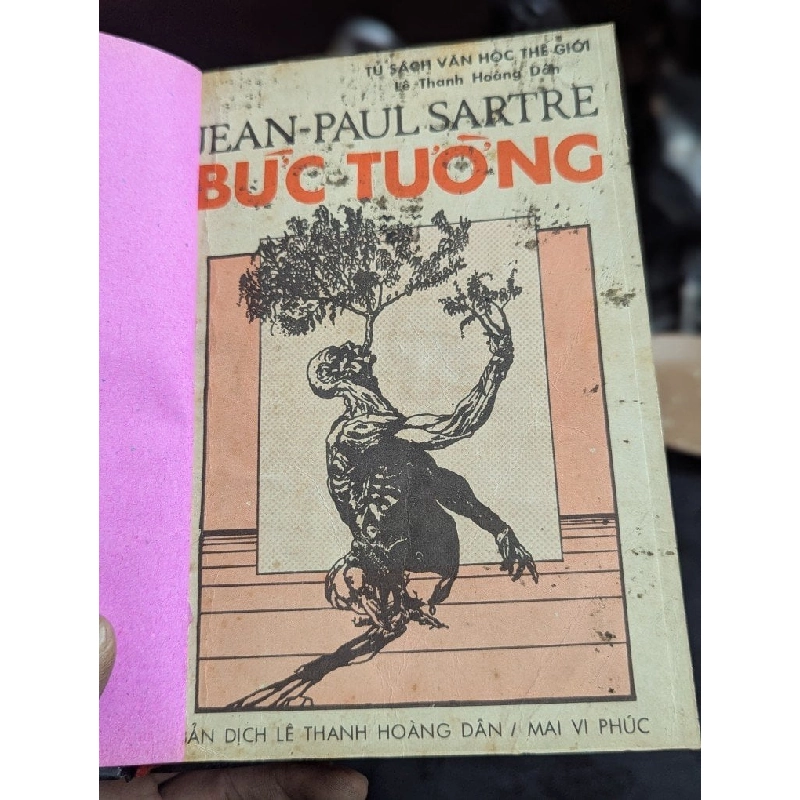 TỦ SÁCH VĂN HỌC THẾ GIỚI
Lê Thanh Hoàng Dân
JEAN-PAUL SARTRE
BỨC TƯỜNG
BẢN DỊCH LÊ THANH HOÀNG DÂN / MAI VI PHÚC